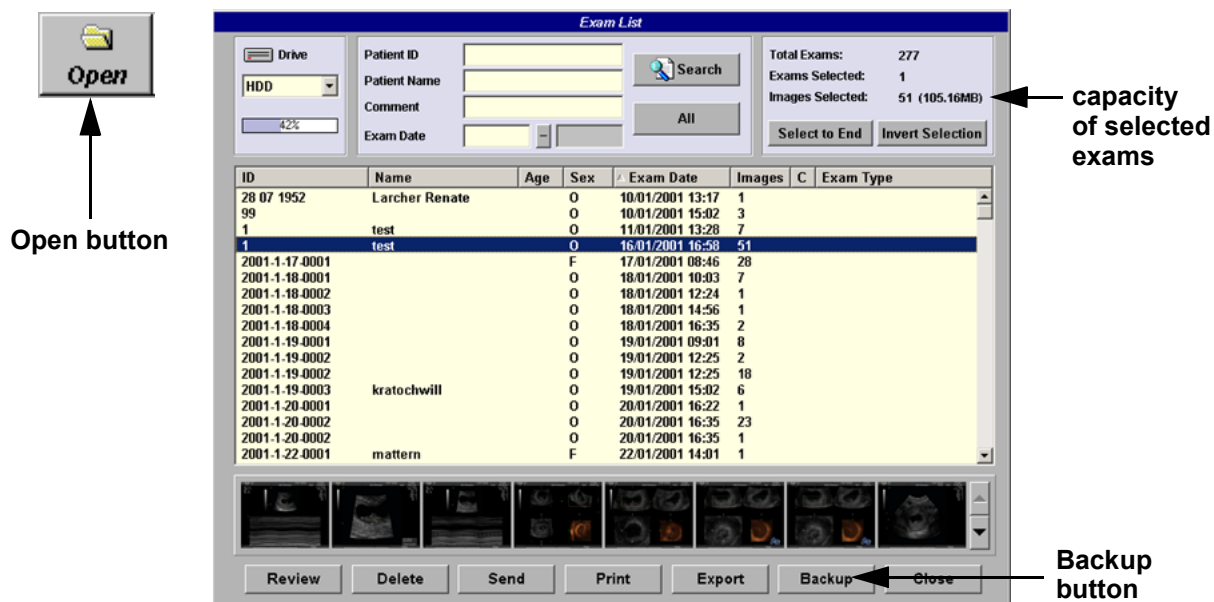 Open
Open button
Exam List
Drive
HDD
42%
Patient ID
Patient Name
Comment
Exam Date
–
Search
All
Total Exams: 277
Exams Selected: 1
Images Selected: 51 (105.16MB)
Select to End Invert Selection
capacity
of selected
exams
ID Name Age Sex Exam Date Images C Exam Type
28 07 1952 Larcher Renate O 10/01/2001 13:17 1
99 O 10/01/2001 15:02 3
1 test O 11/01/2001 13:28 7
1 test O 16/01/2001 16:58 51
2001-1-17-0001 F 17/01/2001 08:46 28
2001-1-18-0001 O 18/01/2001 10:03 7
2001-1-18-0002 O 18/01/2001 12:24 1
2001-1-18-0003 O 18/01/2001 14:56 1
2001-1-18-0004 O 18/01/2001 16:35 2
2001-1-19-0001 O 19/01/2001 09:01 8
2001-1-19-0002 O 19/01/2001 12:25 2
2001-1-19-0002 O 19/01/2001 12:25 18
2001-1-19-0003 kratochwill O 19/01/2001 15:02 6
2001-1-20-0001 O 20/01/2001 16:22 1
2001-1-20-0002 O 20/01/2001 16:35 23
2001-1-20-0002 O 20/01/2001 16:35 1
2001-1-22-0001 mattern F 22/01/2001 14:01 1
Review Delete Send Print Export Backup Close
Backup
button